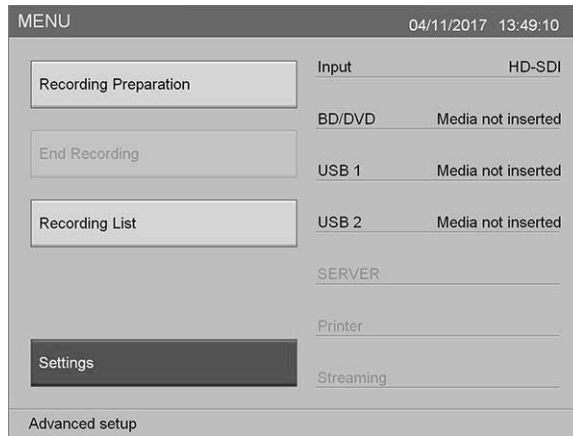 MENU 04/11/2017 13:49:10
Recording Preparation
End Recording
Recording List
Settings
Input HD-SDI
BD/DVD Media not inserted
USB 1 Media not inserted
USB 2 Media not inserted
SERVER
Printer
Streaming
Advanced setup